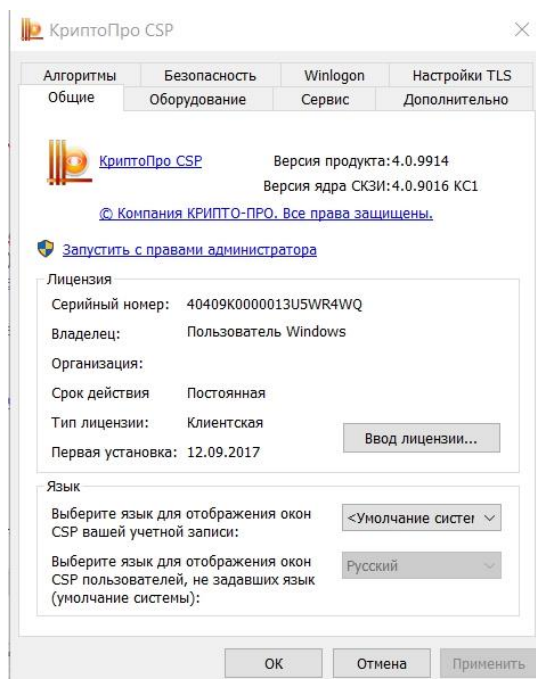 КриптоПро CSP
Алгоритмы Безопасность Winlogon Настройки TLS
Общие Оборудование Сервис Дополнительно
КриптоПро CSP Версия продукта:4.0.9914
Версия ядра СКЗИ:4.0.9016 КС1
© Компания КРИПТО-ПРО. Все права защищены.
Запустить с правами администратора
Лицензия
Серийный номер: 40409K0000013U5WR4WQ
Владелец: Пользователь Windows
Организация:
Срок действия Постоянная
Тип лицензии: Клиентская
Ввод лицензии...
Первая установка: 12.09.2017
Язык
Выберите язык для отображения окон
CSP вашей учетной записи:
<Умолчание систег
Выберите язык для отображения окон
CSP пользователей, не задавших язык
(умолчание системы):
Русский
ОК Отмена Применить